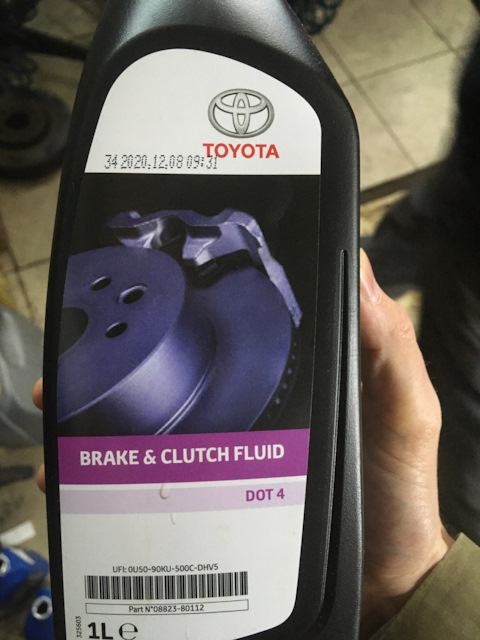 TOYOTA
34 2020.12.08 09:31
BRAKE & CLUTCH FLUID
DOT 4
UFI: 0U50-90KU-500C-DHV5
Part N°08823-80112
325603
1L e